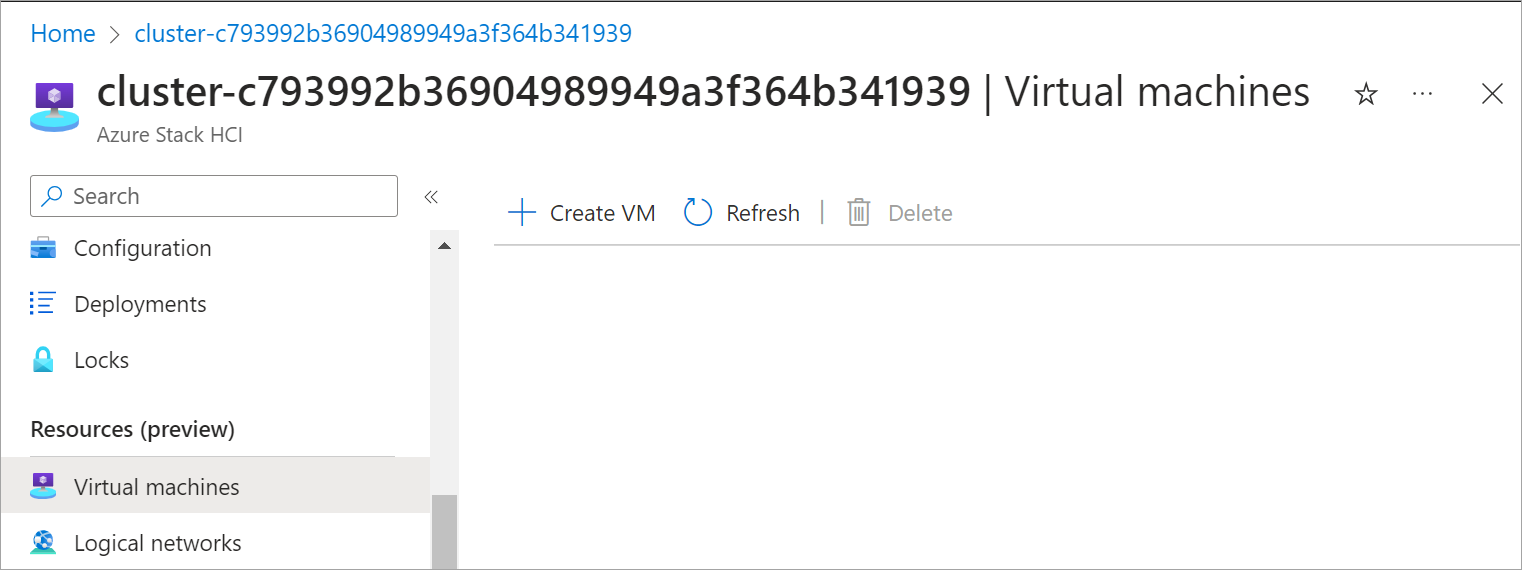 Home > cluster-c793992b36904989949a3f364b341939
cluster-c793992b36904989949a3f364b341939 | Virtual machines
Azure Stack HCI
Search
Create VM Refresh | Delete
Configuration
Deployments
Locks
Resources (preview)
Virtual machines
Logical networks